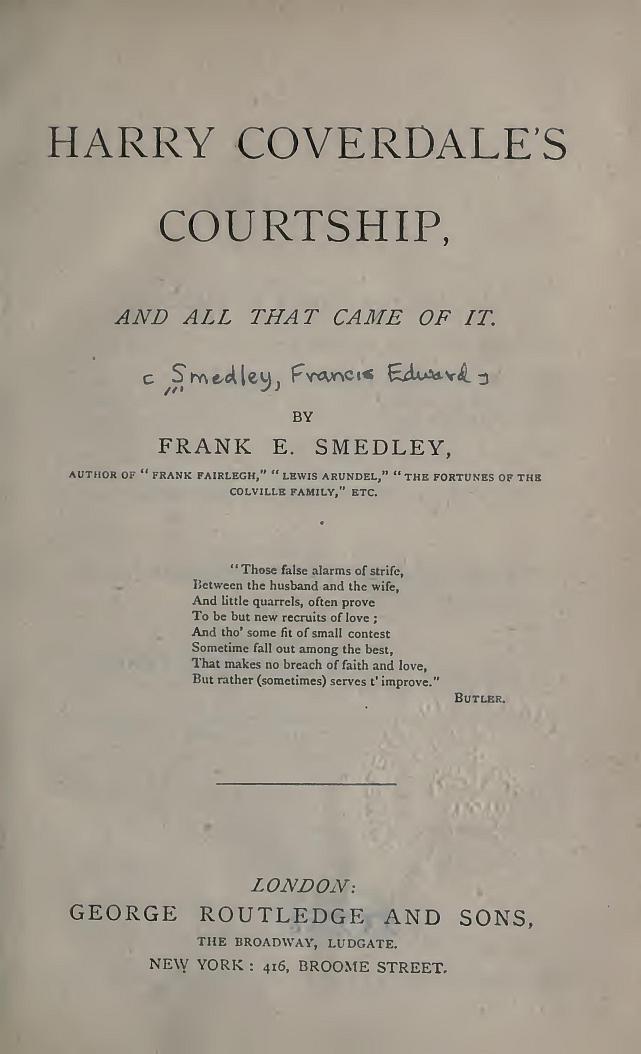 HARRY COVERDALE'S
COURTSHIP,
AND ALL THAT CAME OF IT.
c Smedley, Francis Edward
BY
FRANK E. SMEDLEY,
AUTHOR OF "FRANK FAIRLEGH," "LEWIS ARUNDEL," "THE FORTUNES OF THE
COLVILLE FAMILY," ETC.
"Those false alarms of strife,
Between the husband and the wife,
And little quarrels, often prove
To be but new recruits of love ;
And tho' some fit of small contest
Sometime fall out among the best,
That makes no breach of faith and love,
But rather (sometimes) serves t' improve."
BUTLER.
LONDON:
GEORGE ROUTLEDGE AND SONS,
THE BROADWAY, LUDGATE.
NEW YORK : 416, BROOME STREET.